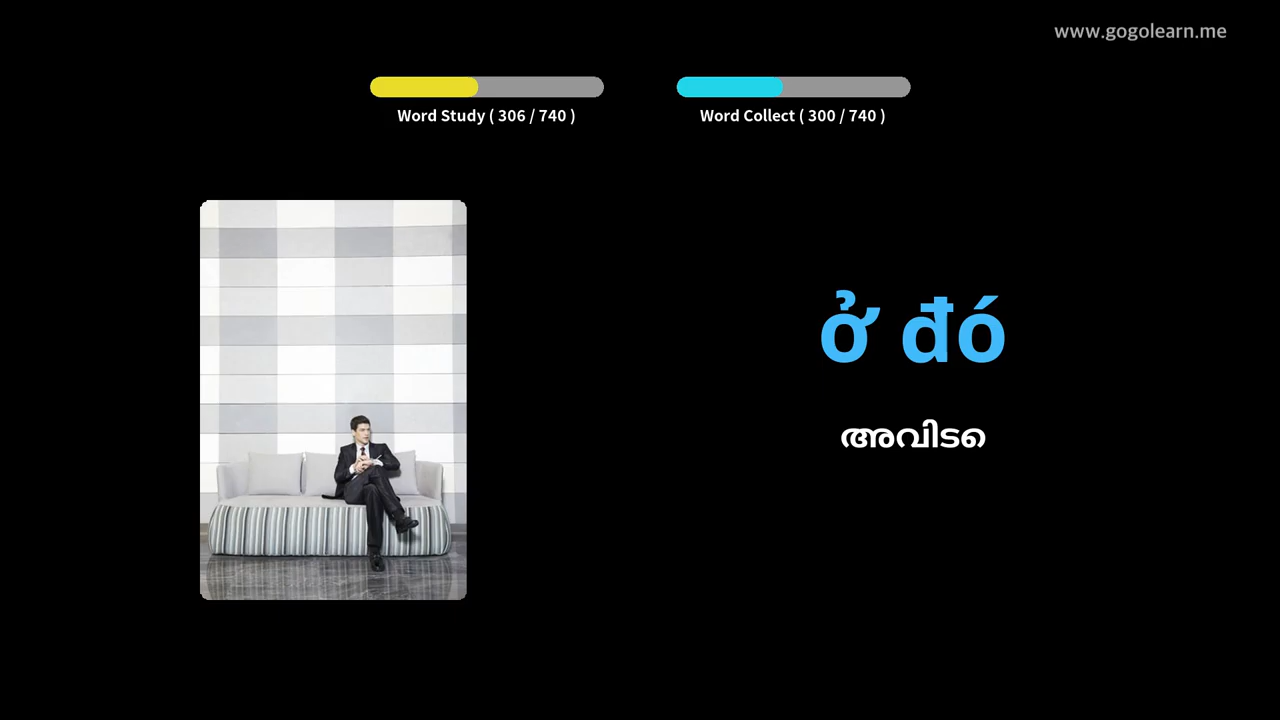 www.gogolearn.me
Word Study ( 306 / 740 )
Word Collect ( 300 / 740 )
ở đó
അവിടെ